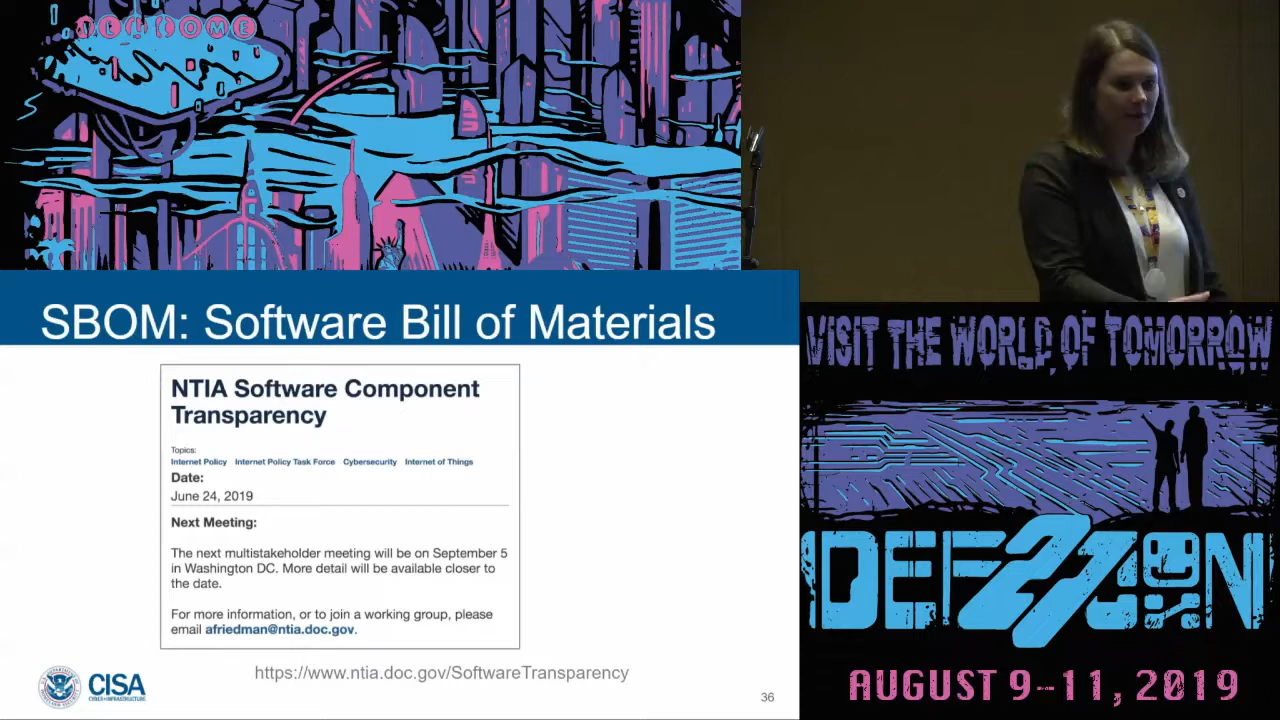 WELCOME
SBOM: Software Bill of Materials
NTIA Software Component
Transparency
Topics:
Internet Policy Internet Policy Task Force Cybersecurity Internet of Things
Date:
June 24, 2019
Next Meeting:
The next multistakeholder meeting will be on September 5
in Washington DC. More detail will be available closer to
the date.
For more information, or to join a working group, please
email afriedman@ntia.doc.gov.
https://www.ntia.doc.gov/SoftwareTransparency
CISA
CYBER+INFRASTRUCTURE
36
VISIT THE WORLD OF TOMORROW
DEF 27 CON
AUGUST 9-11, 2019